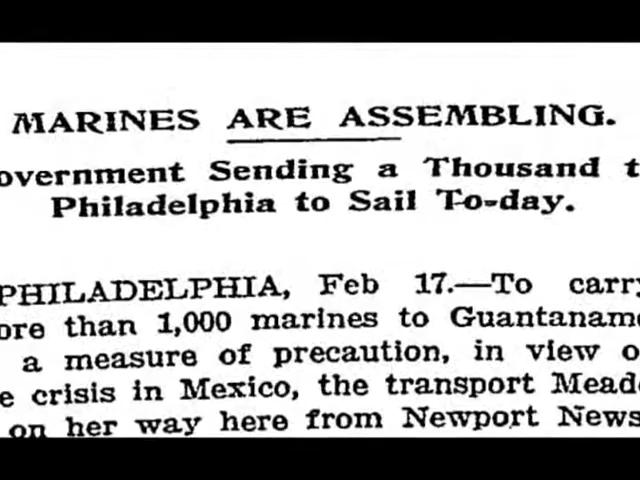 MARINES ARE ASSEMBLING.
overnment Sending a Thousand t
Philadelphia to Sail To-day.
PHILADELPHIA, Feb 17.—To carry
ore than 1,000 marines to Guantanamo
a measure of precaution, in view o
e crisis in Mexico, the transport Meade
on her way here from Newport News